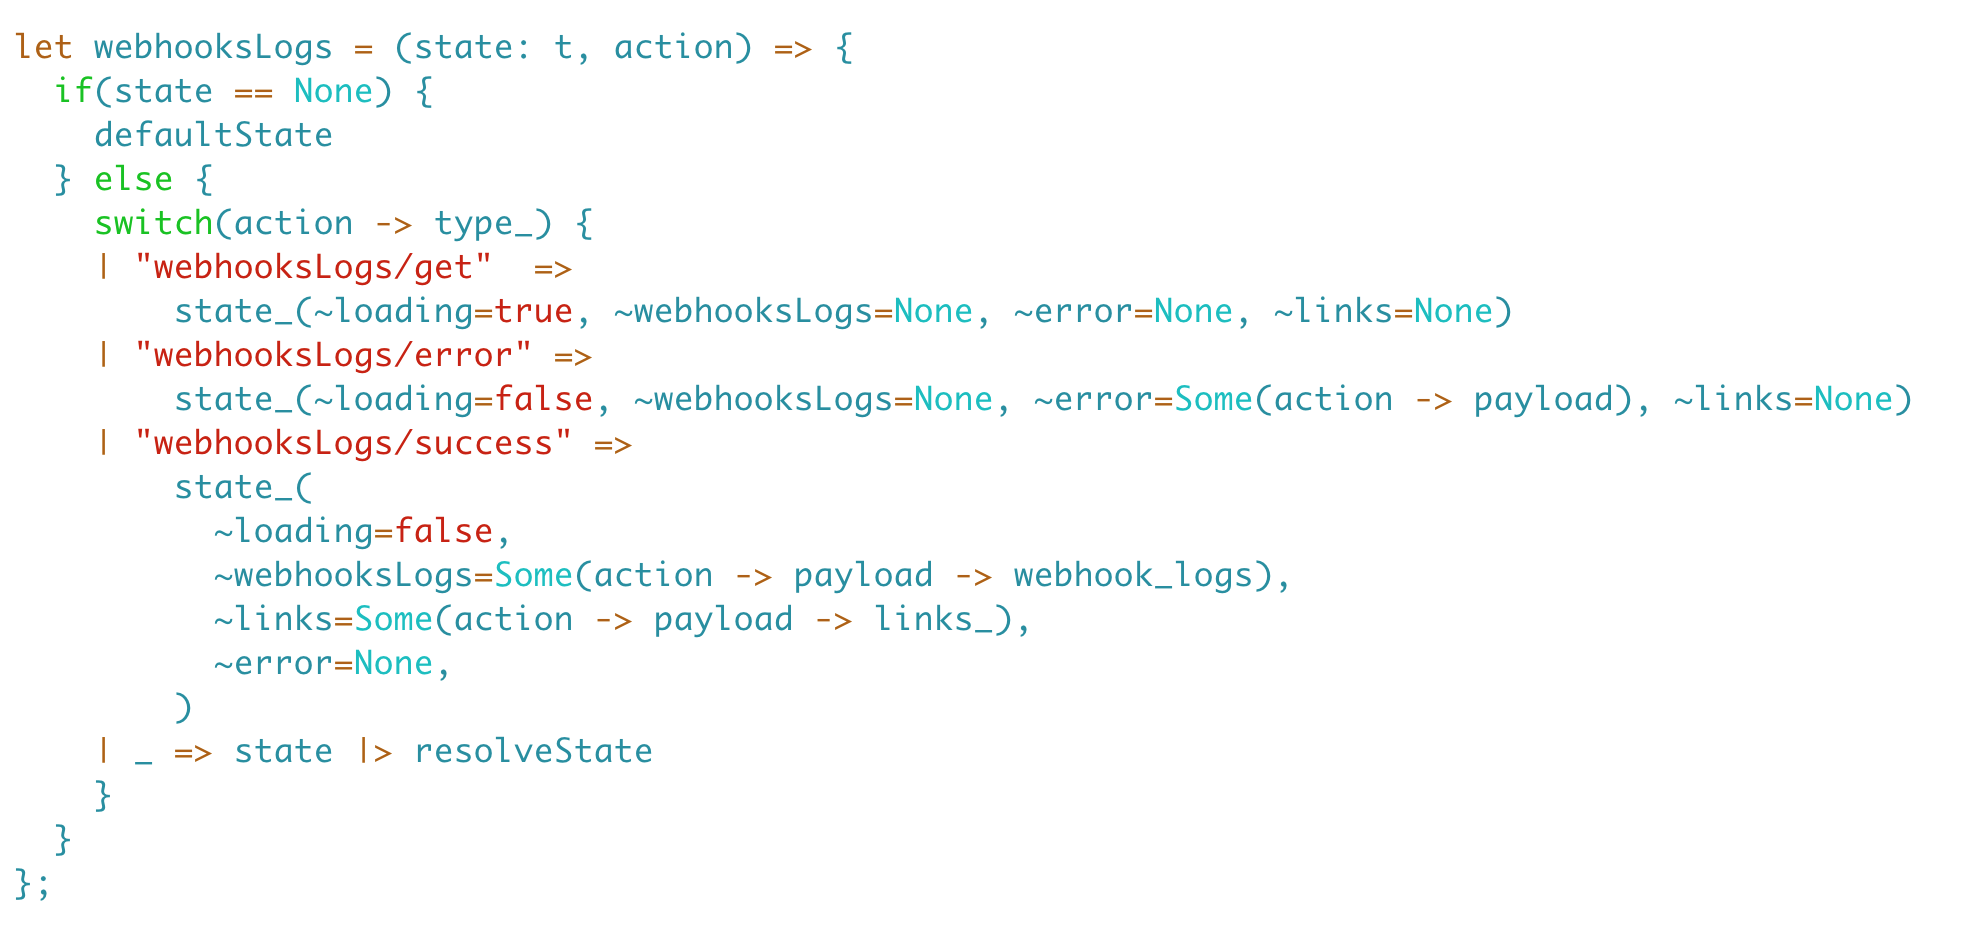 let webhooksLogs = (state: t, action) => {
  if(state == None) {
    defaultState
  } else {
    switch(action -> type_) {
    | "webhooksLogs/get"  =>
        state_(~loading=true, ~webhooksLogs=None, ~error=None, ~links=None)
    | "webhooksLogs/error" =>
        state_(~loading=false, ~webhooksLogs=None, ~error=Some(action -> payload), ~links=None)
    | "webhooksLogs/success" =>
        state_(
          ~loading=false,
          ~webhooksLogs=Some(action -> payload -> webhook_logs),
          ~links=Some(action -> payload -> links_),
          ~error=None,
        )
    | _ => state |> resolveState
    }
  }
};